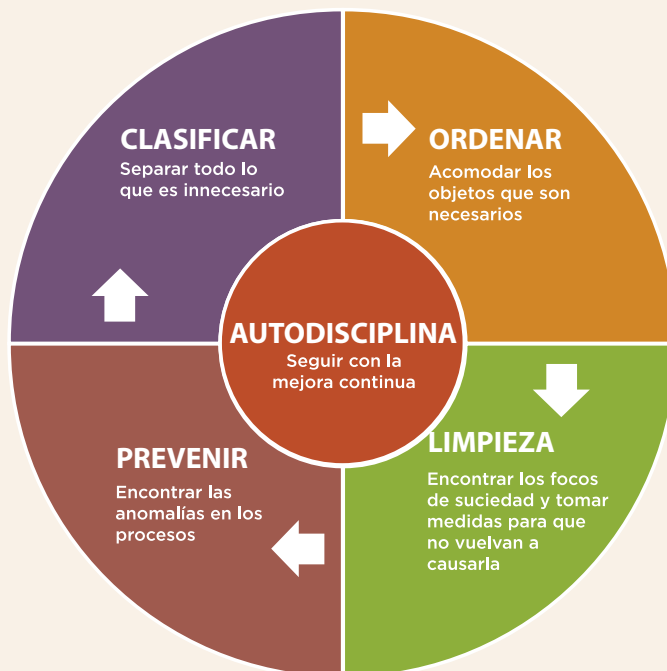 CLASIFICAR
Separar todo lo
que es innecesario
ORDENAR
Acomodar los
objetos que son
necesarios
AUTODISCIPLINA
Seguir con la
mejora continua
PREVENIR
Encontrar las
anomalías en los
procesos
LIMPIEZA
Encontrar los focos
de suciedad y tomar
medidas para que
no vuelvan a
causarla